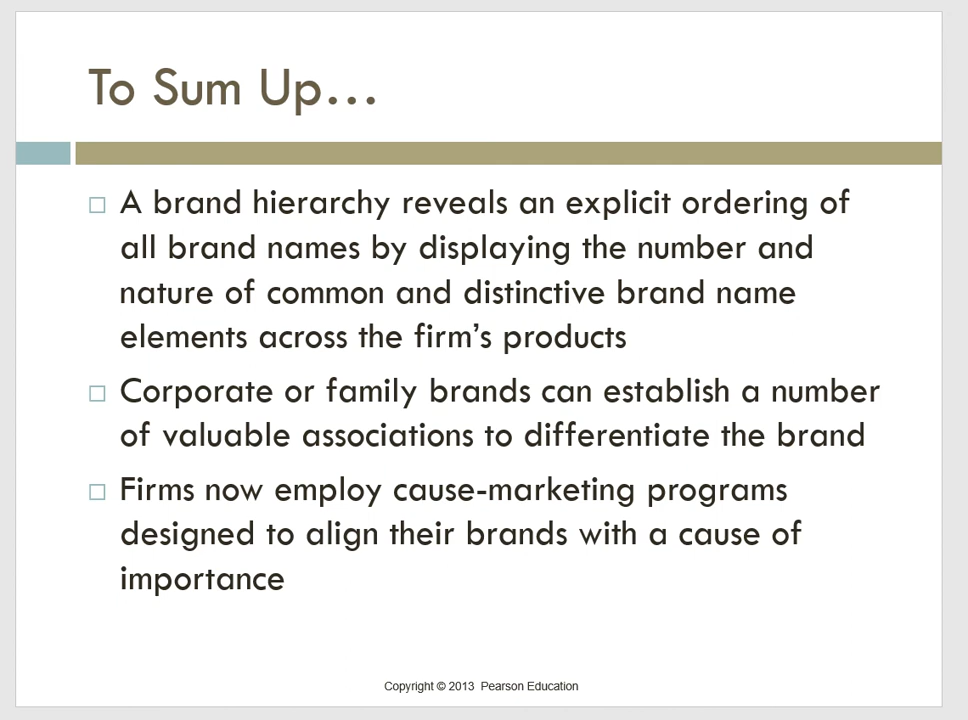 To Sum Up...
A brand hierarchy reveals an explicit ordering of
all brand names by displaying the number and
nature of common and distinctive brand name
elements across the firm’s products
Corporate or family brands can establish a number
of valuable associations to differentiate the brand
Firms now employ cause-marketing programs
designed to align their brands with a cause of
importance
Copyright © 2013 Pearson Education